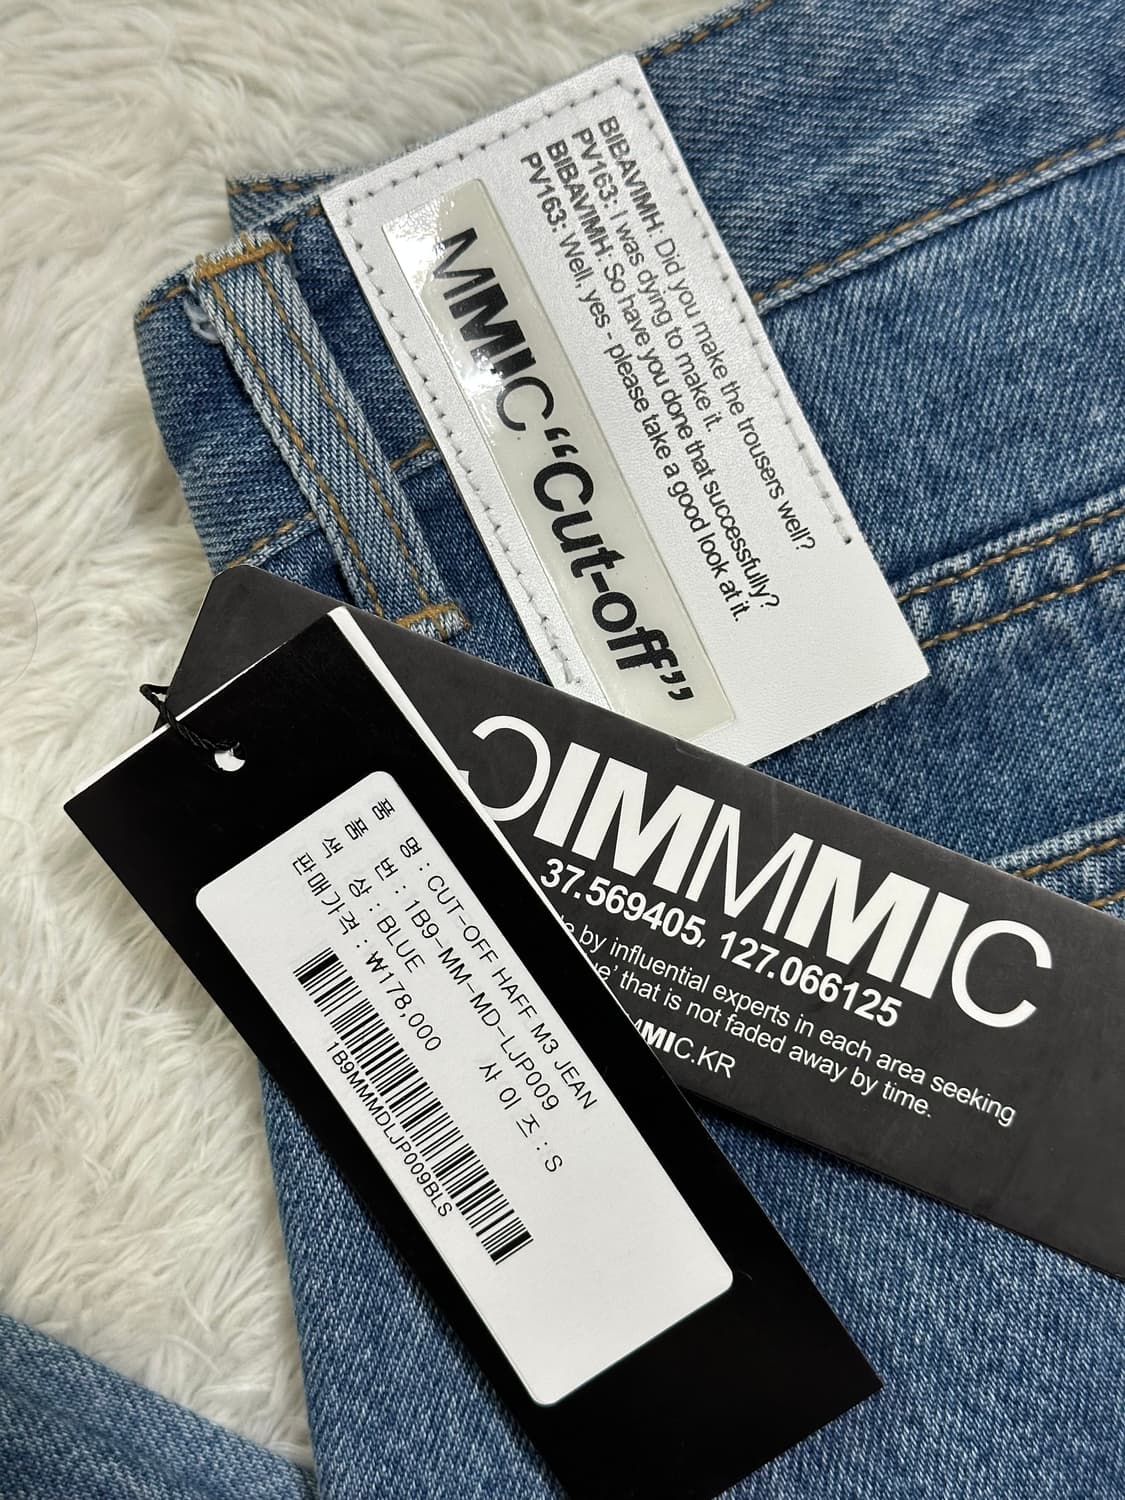 BIBAVIMH: Did you make the trousers well?
PV163: I was dying to make it.
BIBAVIMH: So have you done that successfully?
PV163: Well, yes - please take a good look at it.
MMIC “Cut-off”
IMMMIC
37.569405, 127.066125
by influential experts in each area seeking
that is not faded away by time.
MIC.KR
품 명 : CUT-OFF HAFF M3 JEAN
품 번 : 1B9-MM-MD-LJP009
색 상 : BLUE 사 이 즈 : S
판매가격 : ₩178,000
1B9MMMDLJP009BLS